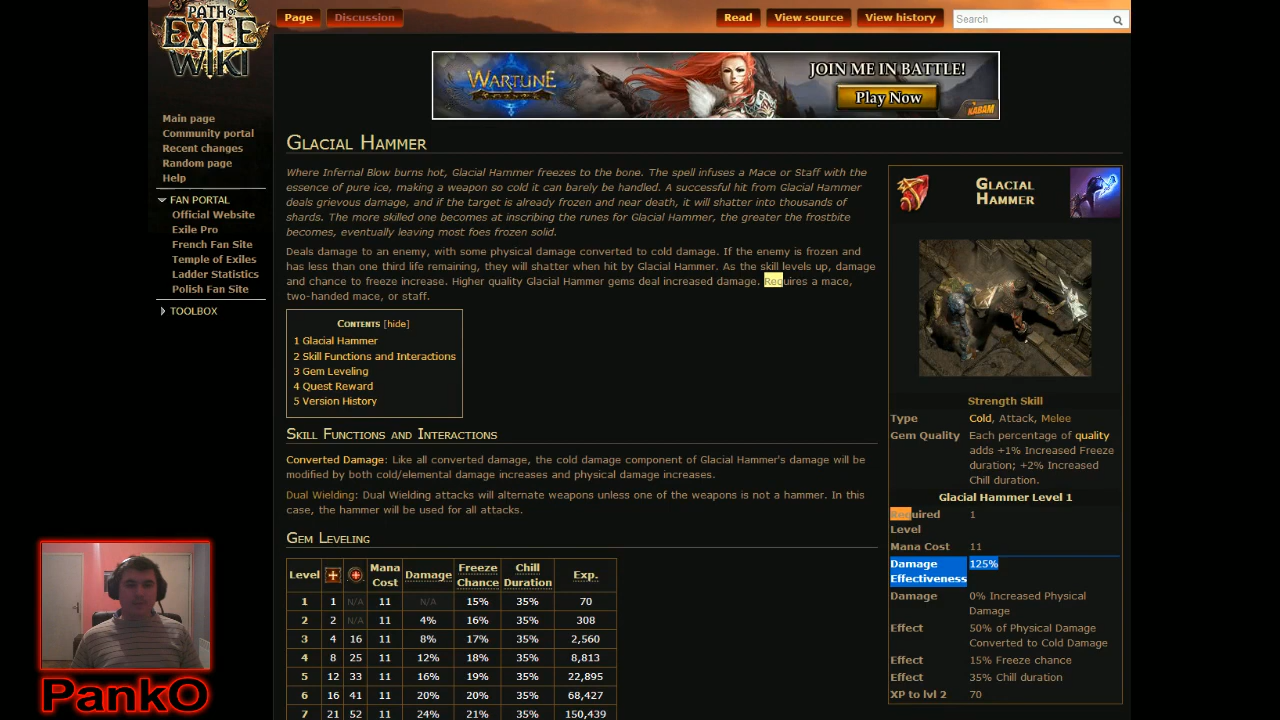 PATH OF
EXILE
WIKI
Page
Discussion
Read
View source
View history
Search
Main page
Community portal
Recent changes
Random page
Help
FAN PORTAL
Official Website
Exile Pro
French Fan Site
Temple of Exiles
Ladder Statistics
Polish Fan Site
TOOLBOX
WARTUNE
JOIN ME IN BATTLE!
Play Now
KABAM
Glacial Hammer
Where Infernal Blow burns hot, Glacial Hammer freezes to the bone. The spell infuses a Mace or Staff with the
essence of pure ice, making a weapon so cold it can barely be handled. A successful hit from Glacial Hammer
deals grievous damage, and if the target is already frozen and near death, it will shatter into thousands of
shards. The more skilled one becomes at inscribing the runes for Glacial Hammer, the greater the frostbite
becomes, eventually leaving most foes frozen solid.
Deals damage to an enemy, with some physical damage converted to cold damage. If the enemy is frozen and
has less than one third life remaining, they will shatter when hit by Glacial Hammer. As the skill levels up, damage
and chance to freeze increase. Higher quality Glacial Hammer gems deal increased damage. Requires a mace,
two-handed mace, or staff.
Contents [hide]
1 Glacial Hammer
2 Skill Functions and Interactions
3 Gem Leveling
4 Quest Reward
5 Version History
Skill Functions and Interactions
Converted Damage: Like all converted damage, the cold damage component of Glacial Hammer's damage will be
modified by both cold/elemental damage increases and physical damage increases.
Dual Wielding: Dual Wielding attacks will alternate weapons unless one of the weapons is not a hammer. In this
case, the hammer will be used for all attacks.
Gem Leveling
Level Mana Cost Damage Freeze Chance Chill Duration Exp.
1 1 N/A 11 N/A 15% 35% 70
2 2 N/A 11 4% 16% 35% 308
3 4 16 11 8% 17% 35% 2,560
4 8 25 11 12% 18% 35% 8,813
5 12 33 11 16% 19% 35% 22,895
6 16 41 11 20% 20% 35% 68,427
7 21 52 11 24% 21% 35% 150,439
Glacial
Hammer
Strength Skill
Type Cold, Attack, Melee
Gem Quality Each percentage of quality
adds +1% Increased Freeze
duration; +2% Increased
Chill duration.
Glacial Hammer Level 1
Required 1
Level
Mana Cost 11
Damage 125%
Effectiveness
Damage 0% Increased Physical
Damage
Effect 50% of Physical Damage
Converted to Cold Damage
Effect 15% Freeze chance
Effect 35% Chill duration
XP to lvl 2 70
PankO